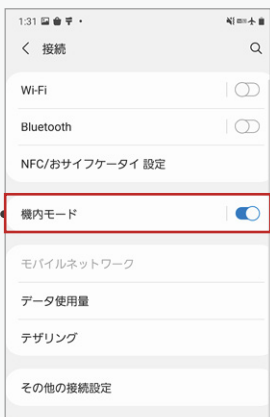 1:31
接続
Wi-Fi
Bluetooth
NFC/おサイフケータイ 設定
機内モード
モバイルネットワーク
データ使用量
テザリング
その他の接続設定